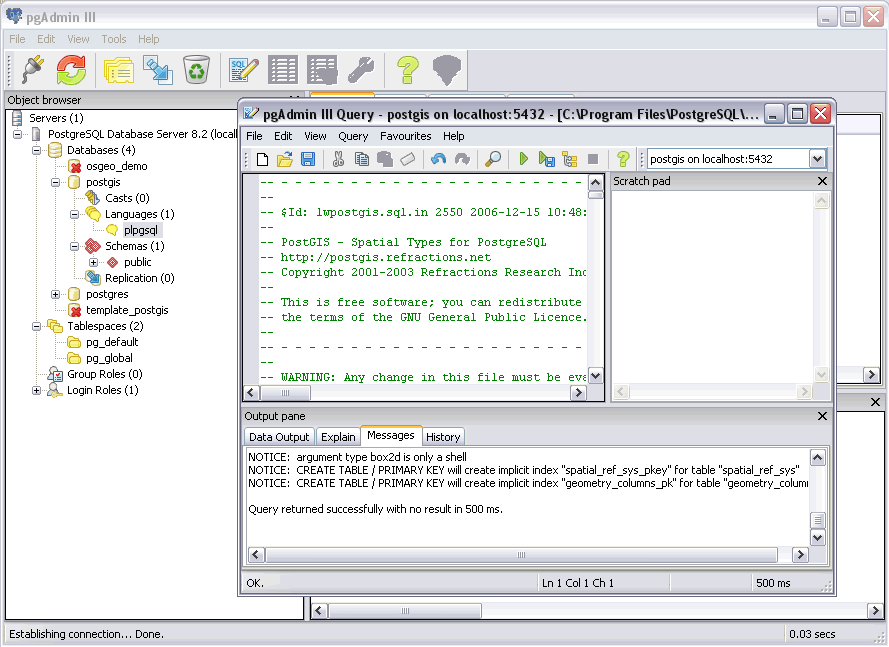 pgAdmin III
File Edit View Tools Help
SQL
Object browser
Servers (1)
PostgreSQL Database Server 8.2 (local
Databases (4)
osgeo_demo
postgis
Casts (0)
Languages (1)
plpgsql
Schemas (1)
public
Replication (0)
postgres
template_postgis
Tablespaces (2)
pg_default
pg_global
Group Roles (0)
Login Roles (1)
pgAdmin III Query - postgis on localhost:5432 - [C:\Program Files\PostgreSQL\...
File Edit View Query Favourites Help
postgis on localhost:5432
-- - - - - - - - - - - - - - - - - - - - - -
--
-- $Id: lwpostgis.sql.in 2550 2006-12-15 10:48:
--
-- PostGIS - Spatial Types for PostgreSQL
-- http://postgis.refractions.net
-- Copyright 2001-2003 Refractions Research Inc
--
-- This is free software; you can redistribute
-- the terms of the GNU General Public Licence.
--
-- - - - - - - - - - - - - - - - - - - - - -
--
-- WARNING: Any change in this file must be eva
Scratch pad
Output pane
Data Output Explain Messages History
NOTICE: argument type box2d is only a shell
NOTICE: CREATE TABLE / PRIMARY KEY will create implicit index "spatial_ref_sys_pkey" for table "spatial_ref_sys"
NOTICE: CREATE TABLE / PRIMARY KEY will create implicit index "geometry_columns_pk" for table "geometry_colum
Query returned successfully with no result in 500 ms.
OK. Ln 1 Col 1 Ch 1 500 ms
Establishing connection... Done. 0.03 secs